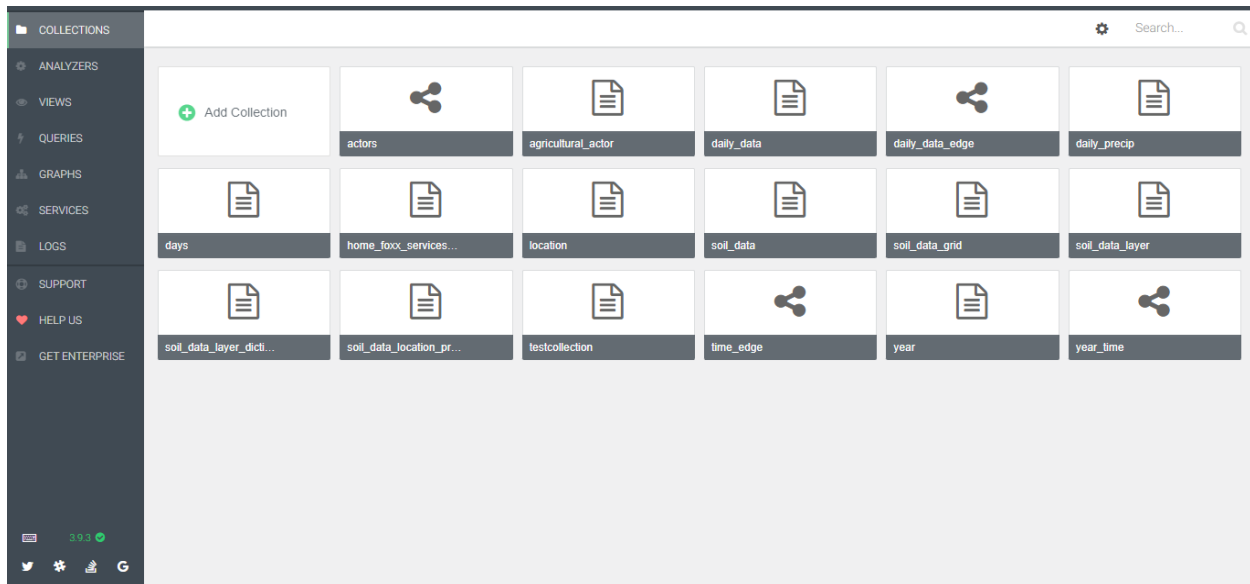 COLLECTIONS
Search...
ANALYZERS
VIEWS
QUERIES
GRAPHS
SERVICES
LOGS
SUPPORT
HELP US
GET ENTERPRISE
3.9.3
Add Collection
actors
agricultural_actor
daily_data
daily_data_edge
daily_precip
days
home_foxx_services...
location
soil_data
soil_data_grid
soil_data_layer
soil_data_layer_dicti...
soil_data_location_pr...
testcollection
time_edge
year
year_time